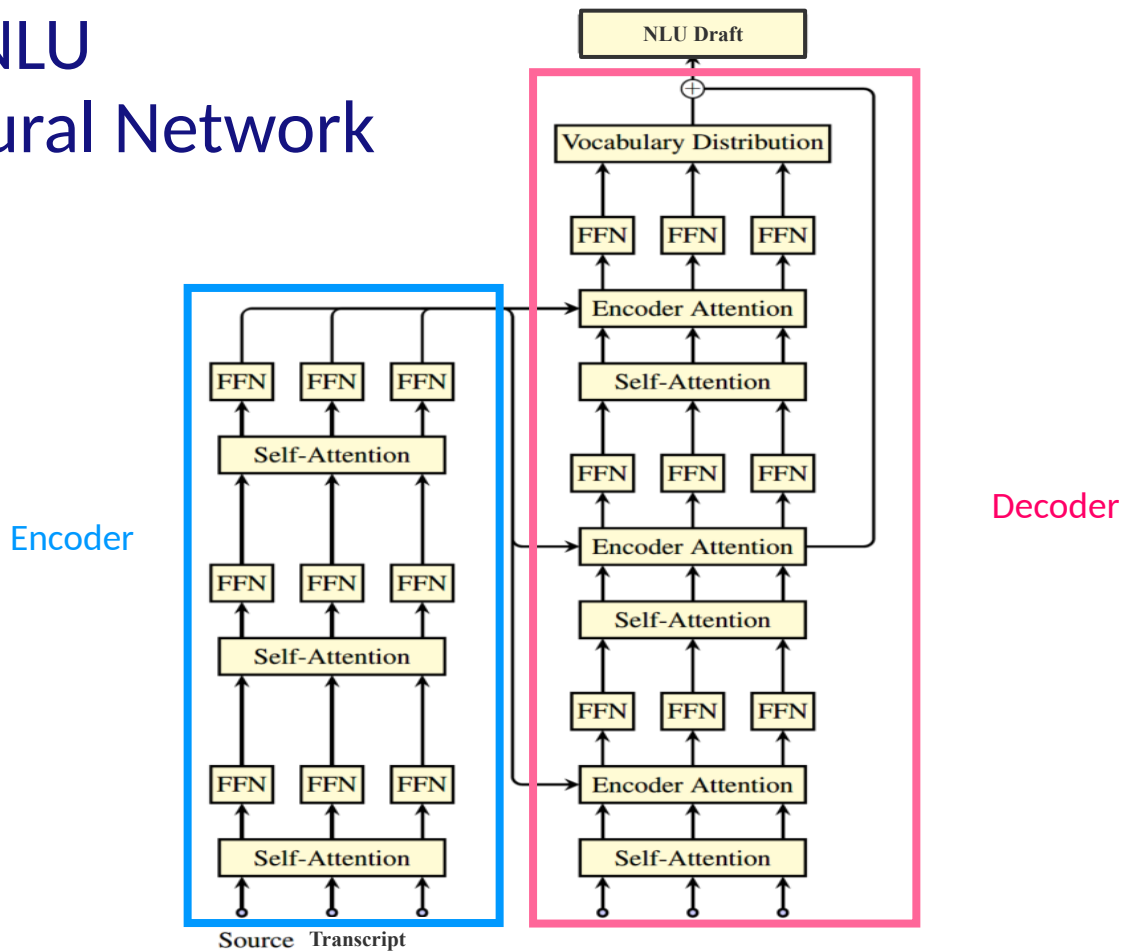 NLU
ural Network
NLU Draft
Vocabulary Distribution
FFN FFN FFN
Encoder Attention
Self-Attention
FFN FFN FFN
Encoder Attention
Self-Attention
FFN FFN FFN
Encoder Attention
Self-Attention
Decoder
FFN FFN FFN
Self-Attention
FFN FFN FFN
Self-Attention
FFN FFN FFN
Self-Attention
Encoder
Source Transcript